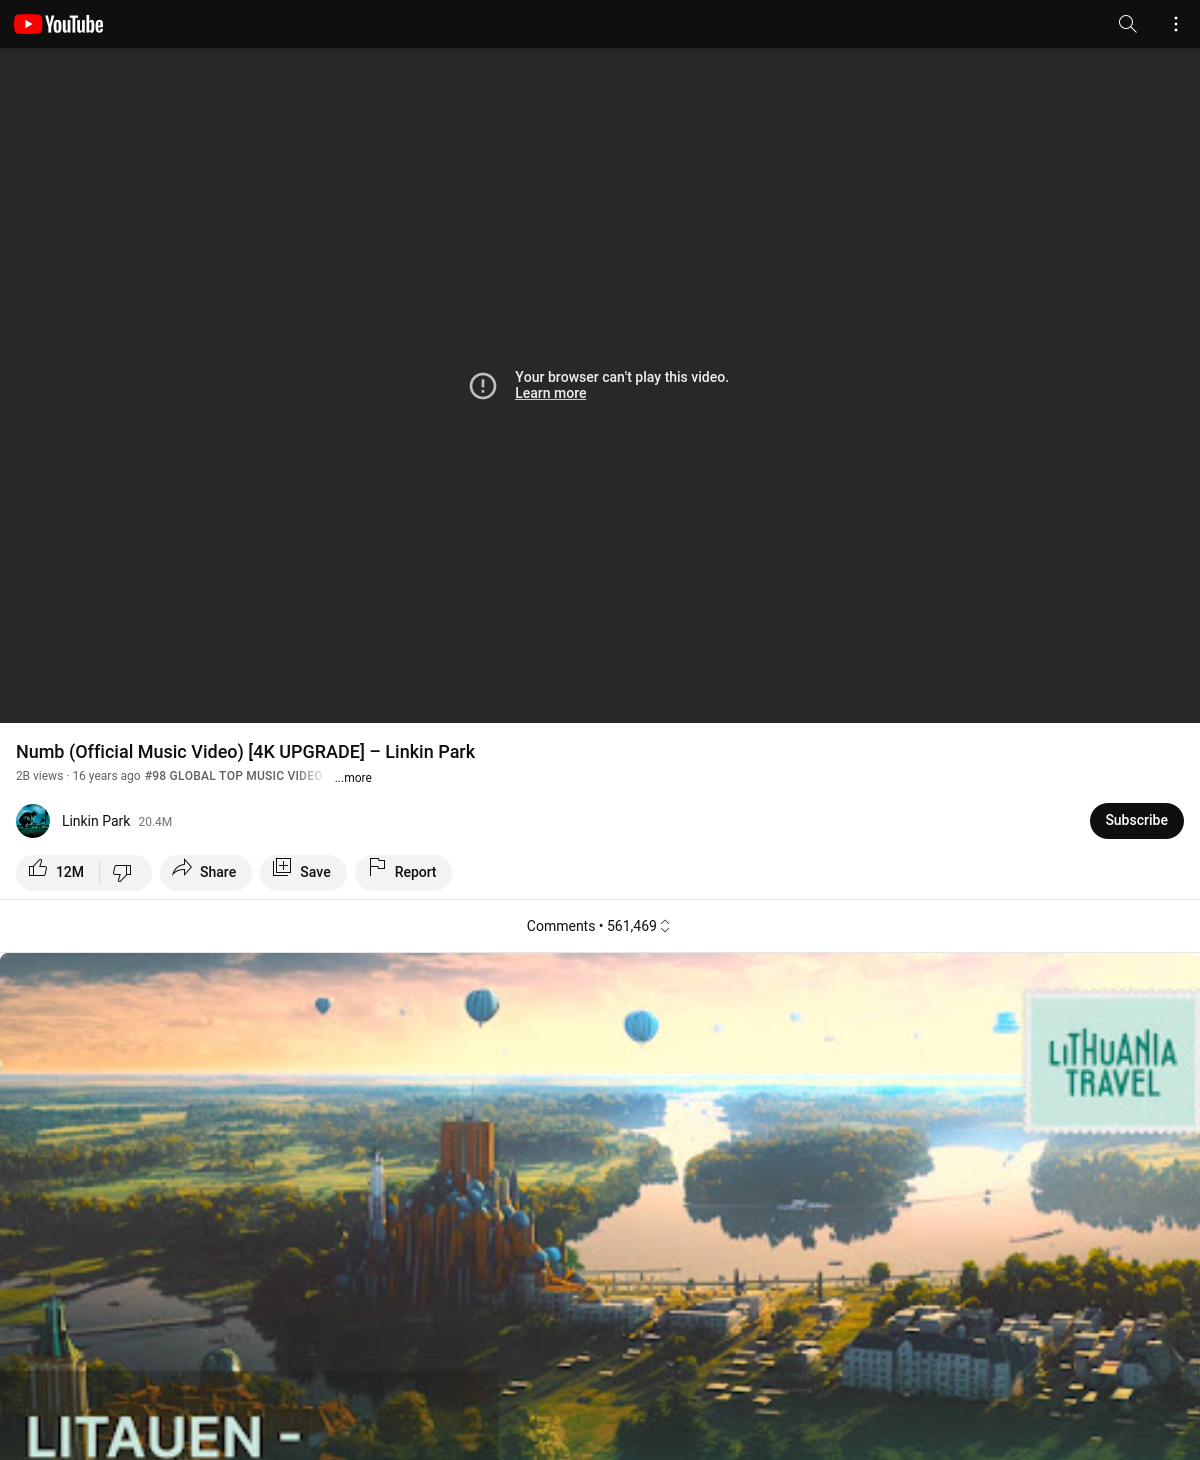 YouTube
Your browser can't play this video.
Learn more
Numb (Official Music Video) [4K UPGRADE] – Linkin Park
2B views · 16 years ago #98 GLOBAL TOP MUSIC VIDEO ...more
Linkin Park 20.4M
Subscribe
12M
Share
Save
Report
Comments • 561,469
LiTHUANIA
TRAVEL
LITAUEN -